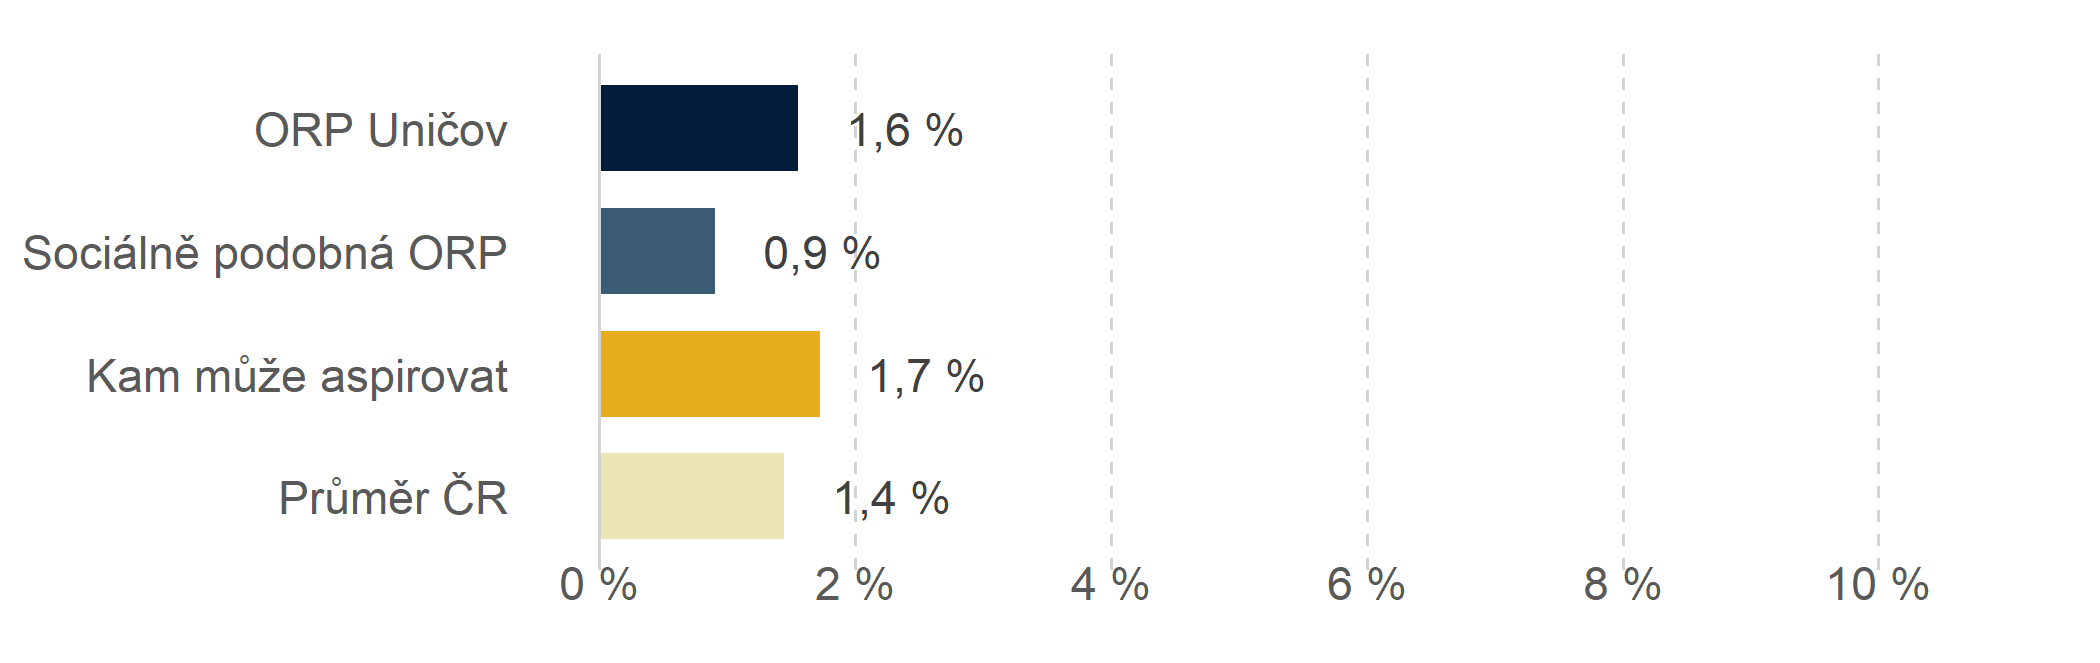 ORP Uničov
1,6 %
Sociálně podobná ORP
0,9 %
Kam může aspirovat
1,7 %
Průměr ČR
1,4 %
0 % 2 % 4 % 6 % 8 % 10 %